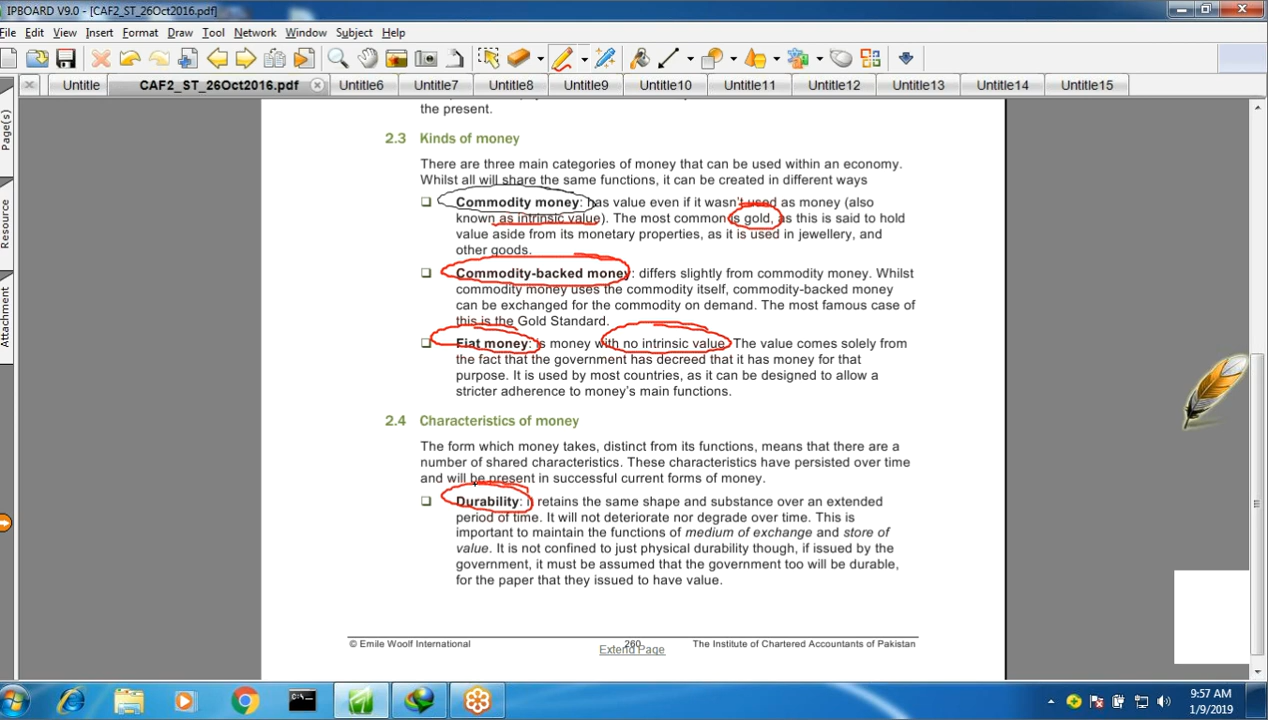 IPBOARD V9.0 - [CAF2_ST_26Oct2016.pdf]
File Edit View Insert Format Draw Tool Network Window Subject Help
Untitle CAF2_ST_26Oct2016.pdf Untitle6 Untitle7 Untitle8 Untitle9 Untitle10 Untitle11 Untitle12 Untitle13 Untitle14 Untitle15
Page(s)
Resource
Attachment
the present.
2.3 Kinds of money
There are three main categories of money that can be used within an economy.
Whilst all will share the same functions, it can be created in different ways
Commodity money: has value even if it wasn't used as money (also
known as intrinsic value). The most common is gold, as this is said to hold
value aside from its monetary properties, as it is used in jewellery, and
other goods.
Commodity-backed money: differs slightly from commodity money. Whilst
commodity money uses the commodity itself, commodity-backed money
can be exchanged for the commodity on demand. The most famous case of
this is the Gold Standard.
Fiat money: is money with no intrinsic value. The value comes solely from
the fact that the government has decreed that it has money for that
purpose. It is used by most countries, as it can be designed to allow a
stricter adherence to money's main functions.
2.4 Characteristics of money
The form which money takes, distinct from its functions, means that there are a
number of shared characteristics. These characteristics have persisted over time
and will be present in successful current forms of money.
Durability: it retains the same shape and substance over an extended
period of time. It will not deteriorate nor degrade over time. This is
important to maintain the functions of medium of exchange and store of
value. It is not confined to just physical durability though, if issued by the
government, it must be assumed that the government too will be durable,
for the paper that they issued to have value.
© Emile Woolf International 260 The Institute of Chartered Accountants of Pakistan
Extend Page
9:57 AM
1/9/2019